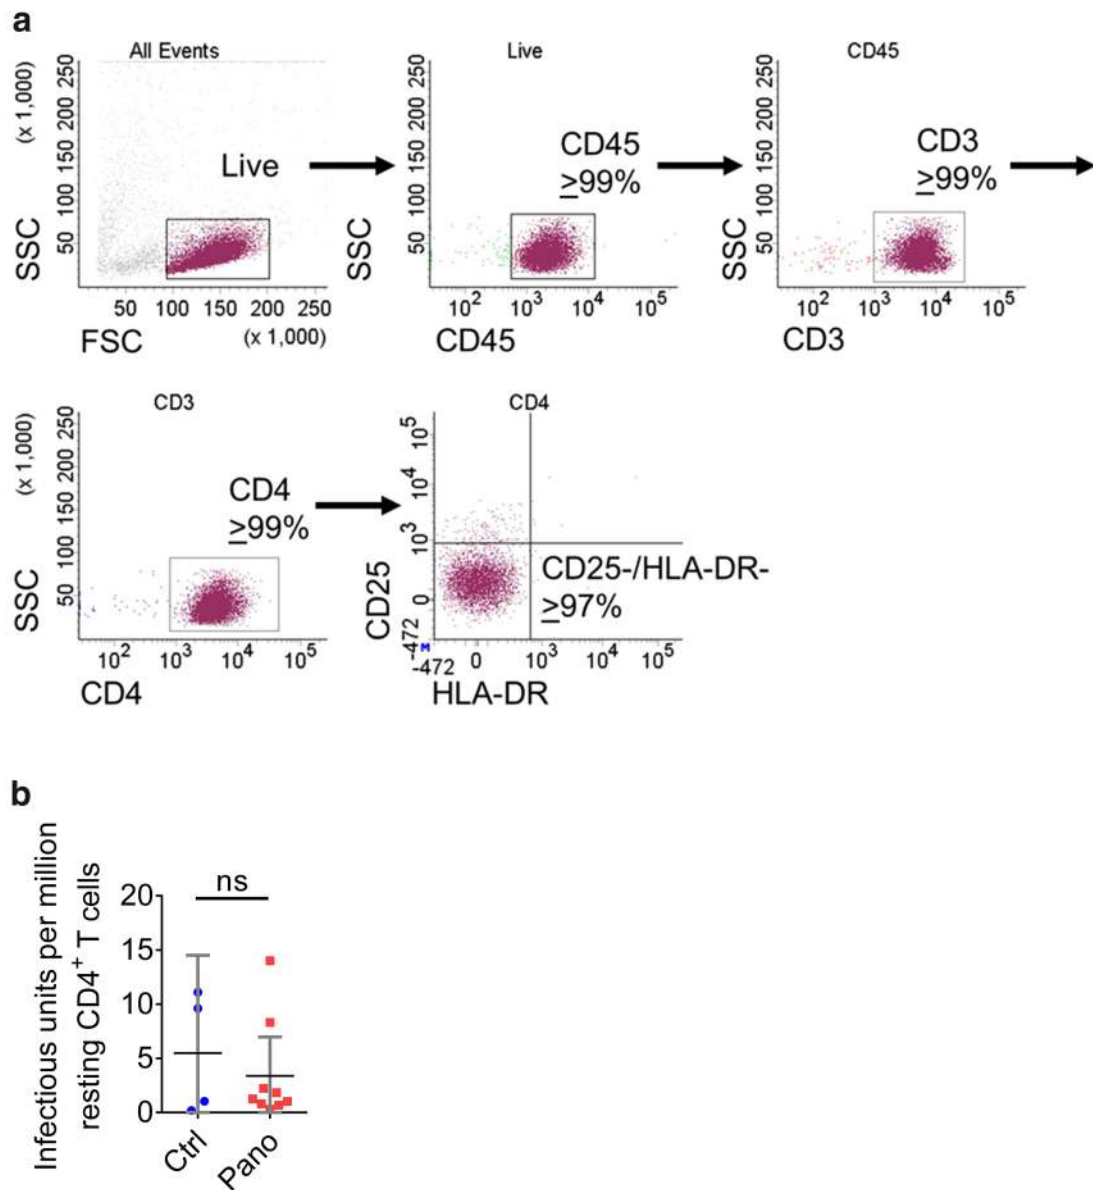 a
All Events
(x 1,000)
250
200
150
100
50
SSC
Live
50 100 150 200 250
FSC
(x 1,000)
Live
250
200
150
100
50
SSC
CD45
≥99%
10² 10³ 10⁴ 10⁵
CD45
CD45
250
200
150
100
50
SSC
CD3
≥99%
10² 10³ 10⁴ 10⁵
CD3
CD3
(x 1,000)
250
200
150
100
50
SSC
CD4
≥99%
10² 10³ 10⁴ 10⁵
CD4
CD4
10⁵
10⁴
10³
0
-472
CD25
CD25-/HLA-DR-
≥97%
-472 0 10³ 10⁴ 10⁵
HLA-DR
b
Infectious units per million
resting CD4⁺ T cells
ns
20
15
10
5
0
Ctrl
Pano